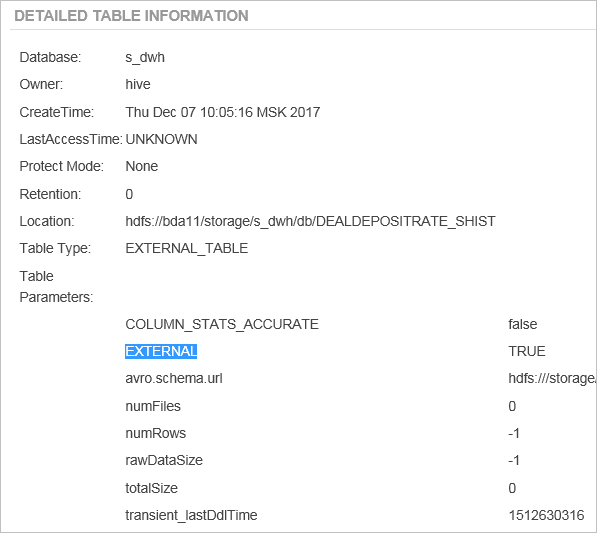 DETAILED TABLE INFORMATION
Database: s_dwh
Owner: hive
CreateTime: Thu Dec 07 10:05:16 MSK 2017
LastAccessTime: UNKNOWN
Protect Mode: None
Retention: 0
Location: hdfs://bda11/storage/s_dwh/db/DEALDEPOSITRATE_SHIST
Table Type: EXTERNAL_TABLE
Table
Parameters:
COLUMN_STATS_ACCURATE false
EXTERNAL TRUE
avro.schema.url hdfs:///storage/
numFiles 0
numRows -1
rawDataSize -1
totalSize 0
transient_lastDdlTime 1512630316